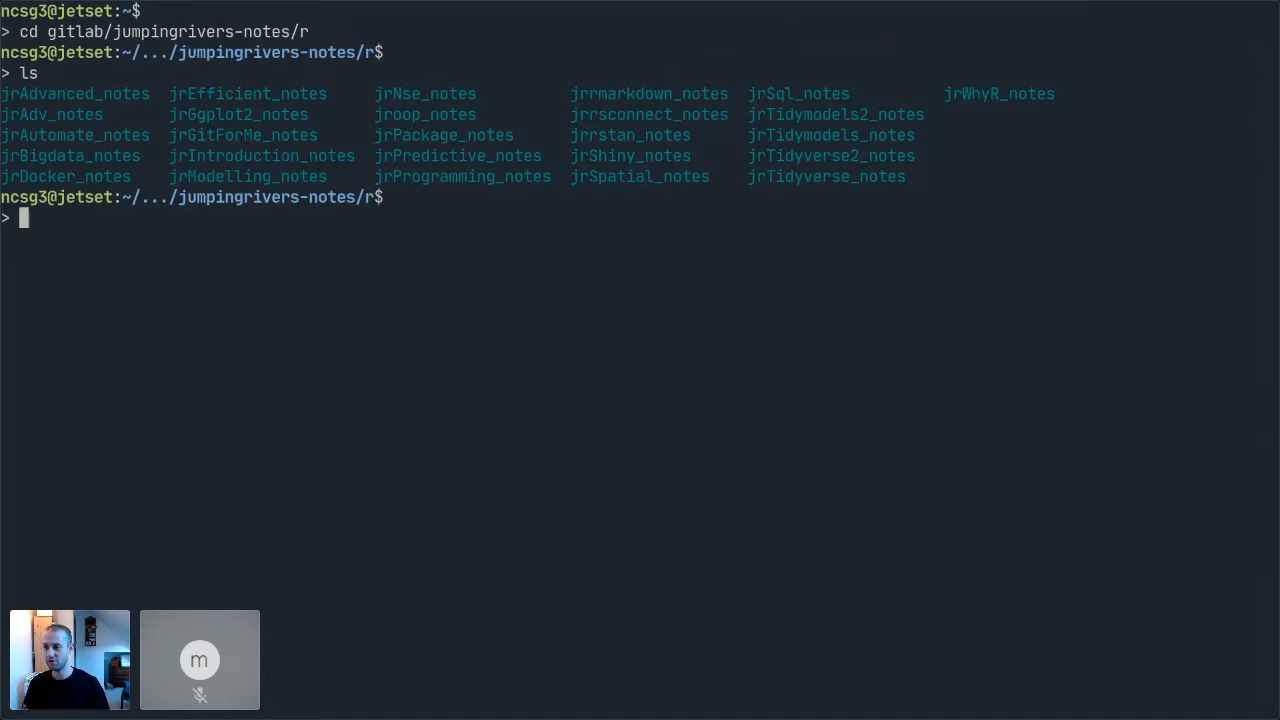 ncsg3@jetset:~$
> cd gitlab/jumpingrivers-notes/r
ncsg3@jetset:~/.../jumpingrivers-notes/r$
> ls
jrAdvanced_notes jrEfficient_notes jrNse_notes jrrmarkdown_notes jrSql_notes jrWhyR_notes
jrAdv_notes jrGgplot2_notes jroop_notes jrrsconnect_notes jrTidymodels2_notes
jrAutomate_notes jrGitForMe_notes jrPackage_notes jrrstan_notes jrTidymodels_notes
jrBigdata_notes jrIntroduction_notes jrPredictive_notes jrShiny_notes jrTidyverse2_notes
jrDocker_notes jrModelling_notes jrProgramming_notes jrSpatial_notes jrTidyverse_notes
ncsg3@jetset:~/.../jumpingrivers-notes/r$
>
m